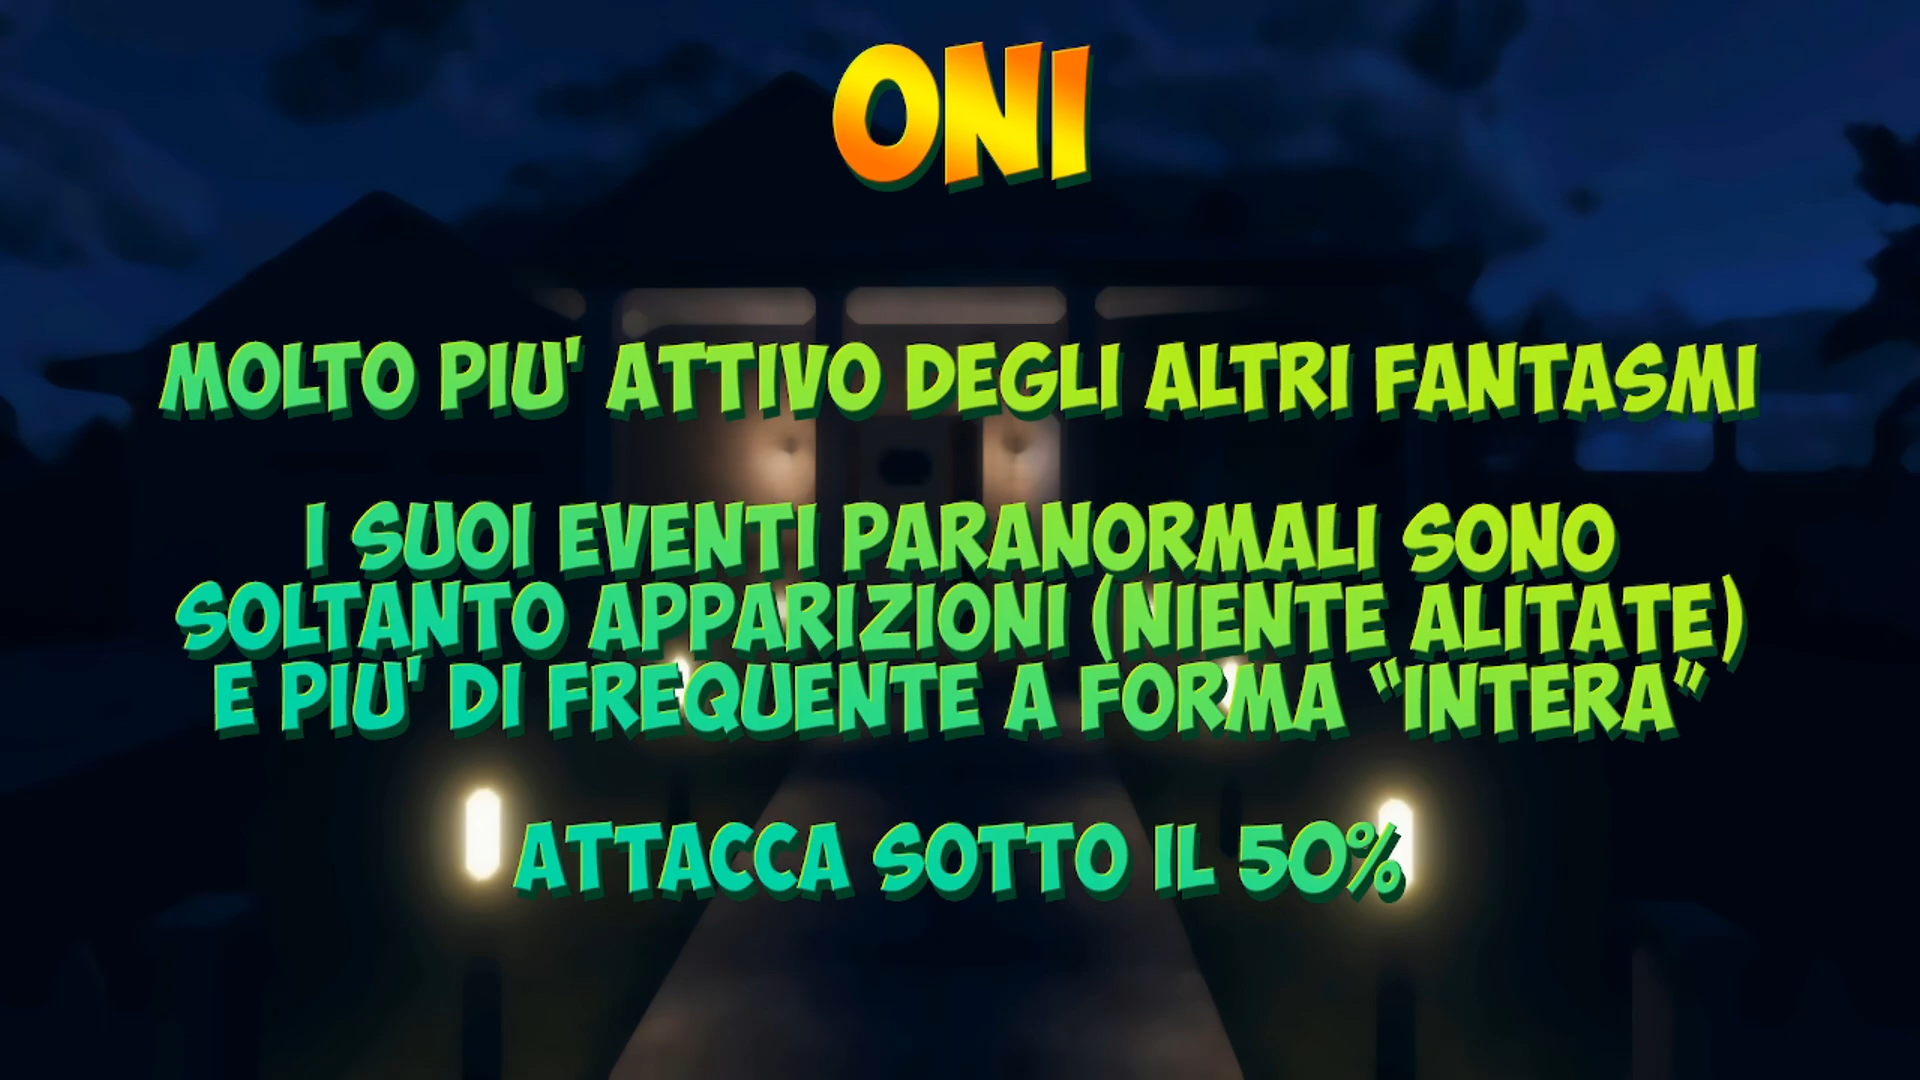 ONI
MOLTO PIU' ATTIVO DEGLI ALTRI FANTASMI
I SUOI EVENTI PARANORMALI SONO
SOLTANTO APPARIZIONI (NIENTE ALITATE)
E PIU' DI FREQUENTE A FORMA "INTERA"
ATTACCA SOTTO IL 50%